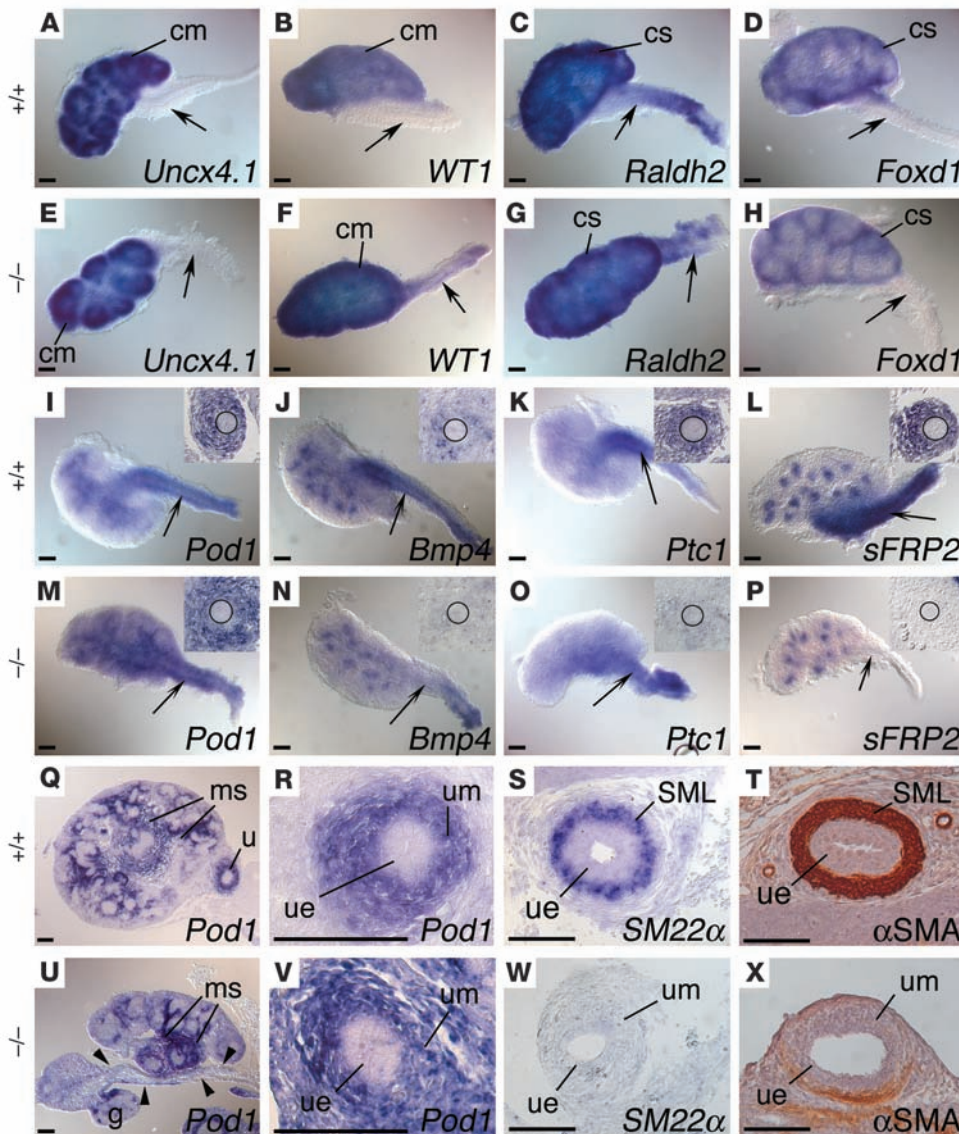 A cm Uncx4.1
B cm WT1
C cs Raldh2
D cs Foxd1
+/+
E cm Uncx4.1
F cm WT1
G cs Raldh2
H cs Foxd1
–/–
I Pod1
J Bmp4
K Ptc1
L sFRP2
+/+
M Pod1
N Bmp4
O Ptc1
P sFRP2
–/–
Q ms u Pod1
R um ue Pod1
S SML ue SM22α
T SML ue αSMA
+/+
U ms g Pod1
V um ue Pod1
W um ue SM22α
X um ue αSMA
–/–